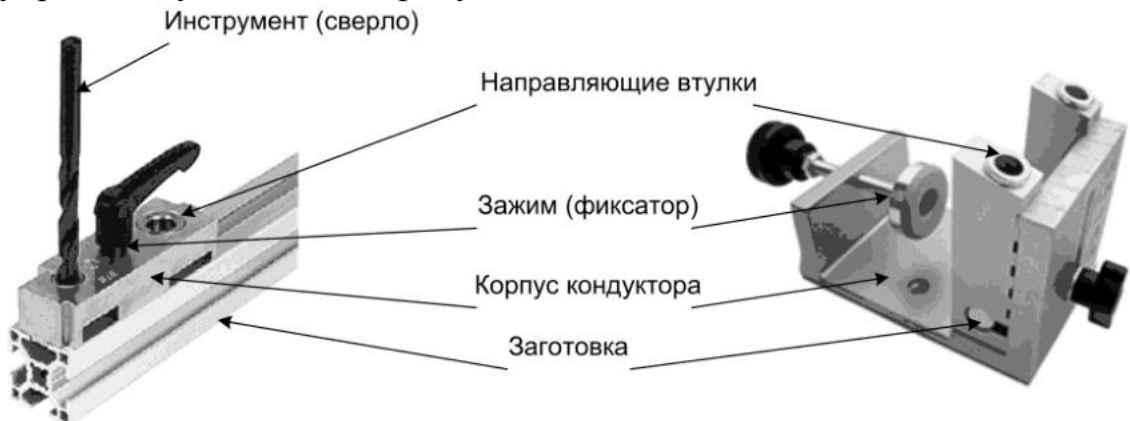 Инструмент (сверло)
Направляющие втулки
Зажим (фиксатор)
Корпус кондуктора
Заготовка